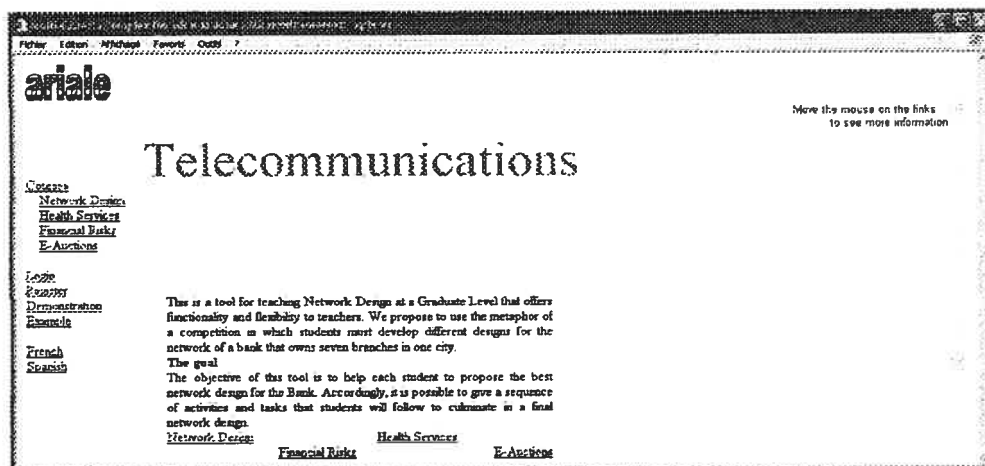 Fichier Edition Affichage Favoris Outils ?
ariale
Move the mouse on the links
to see more information
Telecommunications
Courses
Network Design
Health Services
Financial Risks
E-Auctions
Login
Register
Demonstration
Example
French
Spanish
This is a tool for teaching Network Design at a Graduate Level that offers
functionality and flexibility to teachers. We propose to use the metaphor of
a competition in which students must develop different designs for the
network of a bank that owns seven branches in one city.
The goal
The objective of this tool is to help each student to propose the best
network design for the Bank. Accordingly, it is possible to give a sequence
of activities and tasks that students will follow to culminate in a final
network design.
Network Design Health Services
Financial Risks E-Auctions